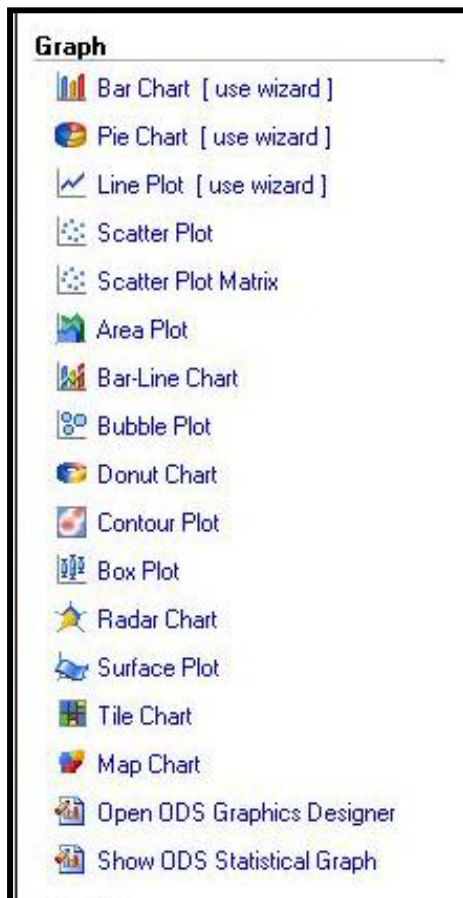 Graph
Bar Chart [ use wizard ]
Pie Chart [ use wizard ]
Line Plot [ use wizard ]
Scatter Plot
Scatter Plot Matrix
Area Plot
Bar-Line Chart
Bubble Plot
Donut Chart
Contour Plot
Box Plot
Radar Chart
Surface Plot
Tile Chart
Map Chart
Open ODS Graphics Designer
Show ODS Statistical Graph